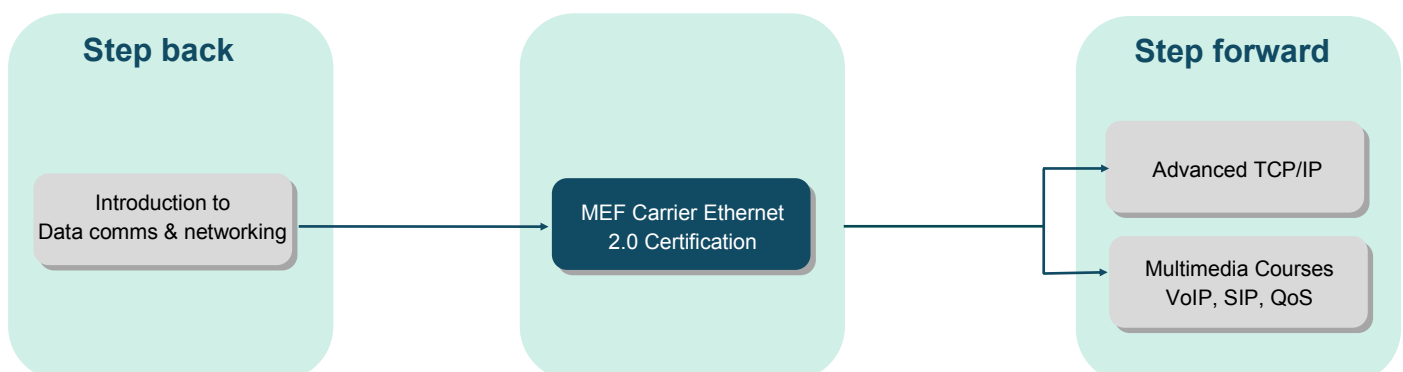 Step back
Introduction to
Data comms & networking
MEF Carrier Ethernet
2.0 Certification
Step forward
Advanced TCP/IP
Multimedia Courses
VoIP, SIP, QoS